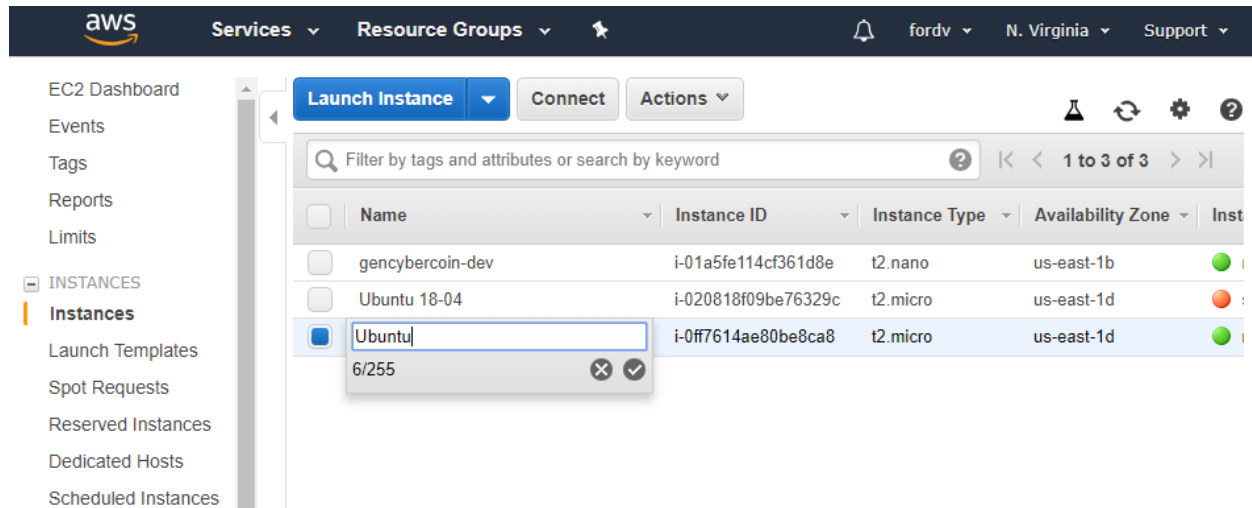 aws Services Resource Groups fordv N. Virginia Support
EC2 Dashboard
Events
Tags
Reports
Limits
INSTANCES
Instances
Launch Templates
Spot Requests
Reserved Instances
Dedicated Hosts
Scheduled Instances
Launch Instance Connect Actions
Filter by tags and attributes or search by keyword 1 to 3 of 3
Name Instance ID Instance Type Availability Zone Inst
gencybercoin-dev i-01a5fe114cf361d8e t2.nano us-east-1b
Ubuntu 18-04 i-020818f09be76329c t2.micro us-east-1d
Ubuntu i-0ff7614ae80be8ca8 t2.micro us-east-1d
6/255